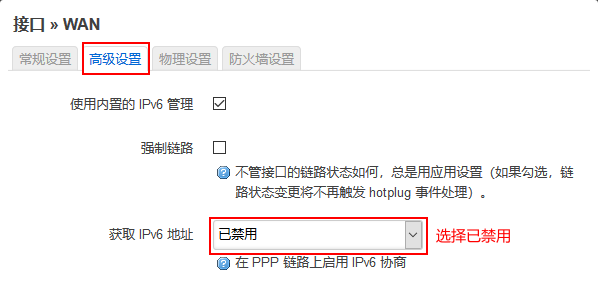 接口 » WAN
常规设置 高级设置 物理设置 防火墙设置
使用内置的 IPv6 管理
强制链路
不管接口的链路状态如何，总是用应用设置（如果勾选，链
路状态变更将不再触发 hotplug 事件处理）。
获取 IPv6 地址 已禁用 选择已禁用
在 PPP 链路上启用 IPv6 协商